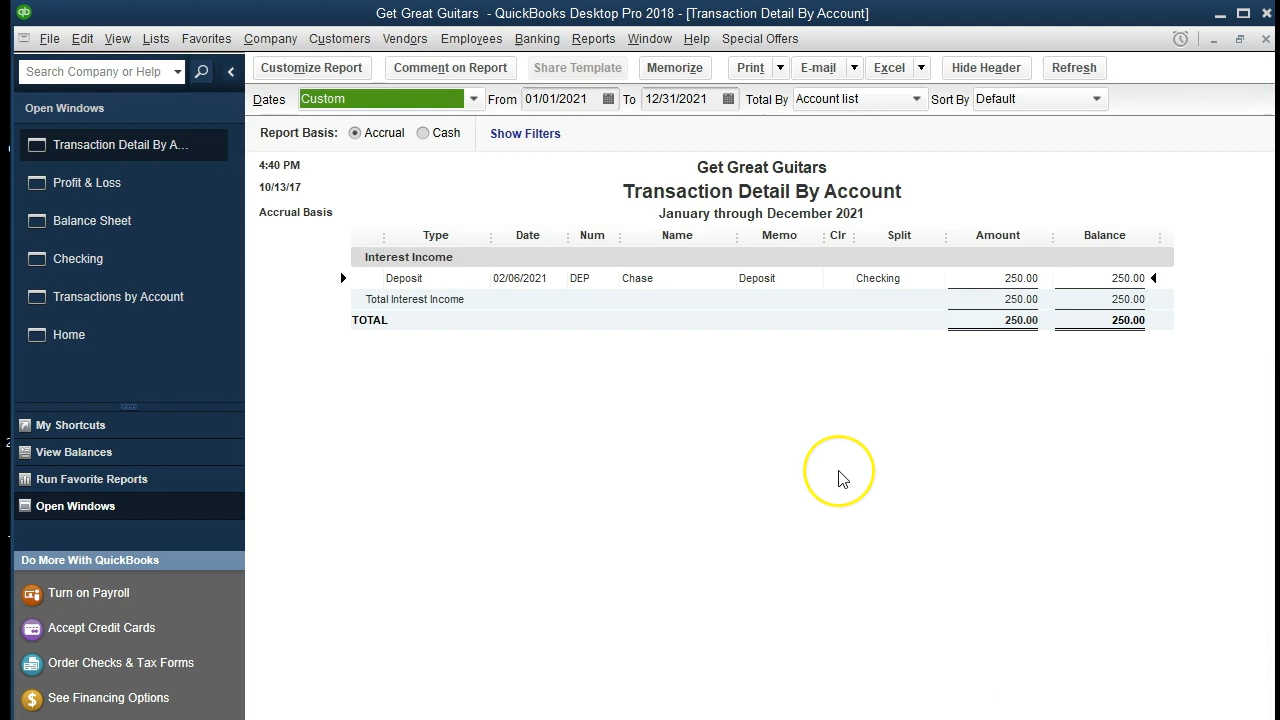 qb Get Great Guitars - QuickBooks Desktop Pro 2018 - [Transaction Detail By Account]
File Edit View Lists Favorites Company Customers Vendors Employees Banking Reports Window Help Special Offers
Search Company or Help
Customize Report Comment on Report Share Template Memorize Print E-mail Excel Hide Header Refresh
Dates Custom From 01/01/2021 To 12/31/2021 Total By Account list Sort By Default
Report Basis: Accrual Cash Show Filters
Open Windows
Transaction Detail By A...
Profit & Loss
Balance Sheet
Checking
Transactions by Account
Home
My Shortcuts
View Balances
Run Favorite Reports
Open Windows
Do More With QuickBooks
Turn on Payroll
Accept Credit Cards
Order Checks & Tax Forms
$ See Financing Options
4:40 PM
10/13/17
Accrual Basis
Get Great Guitars
Transaction Detail By Account
January through December 2021
Type Date Num Name Memo Clr Split Amount Balance
Interest Income
Deposit 02/06/2021 DEP Chase Deposit Checking 250.00 250.00
Total Interest Income 250.00 250.00
TOTAL 250.00 250.00